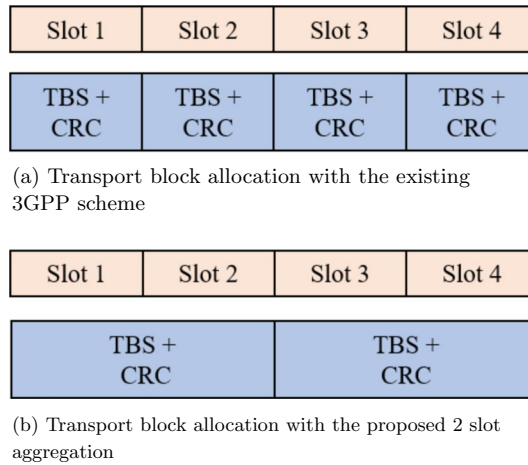 Slot 1 Slot 2 Slot 3 Slot 4
TBS + TBS + TBS + TBS +
CRC CRC CRC CRC
(a) Transport block allocation with the existing
3GPP scheme
Slot 1 Slot 2 Slot 3 Slot 4
TBS + TBS +
CRC CRC
(b) Transport block allocation with the proposed 2 slot
aggregation